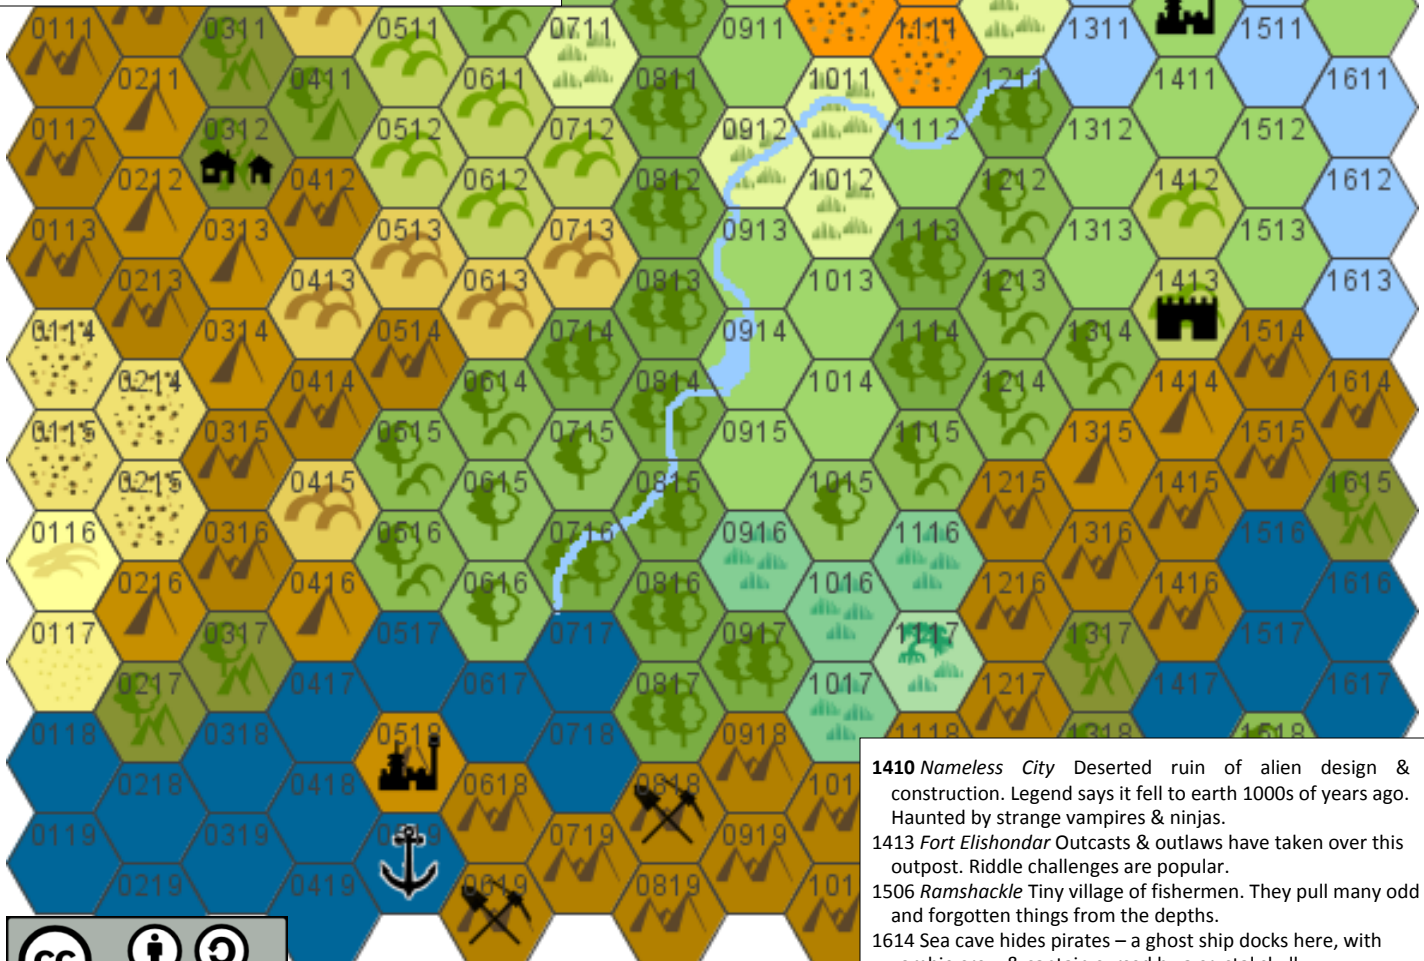 0111 0311 0511 0711 0911 1111 1311 1511
0211 0411 0611 0811 1011 1211 1411 1611
0112 0312 0512 0712 0912 1112 1312 1512
0212 0412 0612 0812 1012 1212 1412 1612
0113 0313 0513 0713 0913 1113 1313 1513
0213 0413 0613 0813 1013 1213 1413 1613
0114 0314 0514 0714 0914 1114 1314 1514
0214 0414 0614 0814 1014 1214 1414 1614
0115 0315 0515 0715 0915 1115 1315 1515
0215 0415 0615 0815 1015 1215 1415 1615
0116 0316 0516 0716 0916 1116 1316 1516
0216 0416 0616 0816 1016 1216 1416 1616
0117 0317 0517 0717 0917 1117 1317 1517
0217 0417 0617 0817 1017 1217 1417 1617
0118 0318 0518 0718 0918 1118 1318 1518
0218 0418 0618 0818 101
0119 0319 0519 0719 0919
0219 0419 0619 0819 101
1410 Nameless City Deserted ruin of alien design &
construction. Legend says it fell to earth 1000s of years ago.
Haunted by strange vampires & ninjas.
1413 Fort Elishondar Outcasts & outlaws have taken over this
outpost. Riddle challenges are popular.
1506 Ramshackle Tiny village of fishermen. They pull many odd
and forgotten things from the depths.
1614 Sea cave hides pirates – a ghost ship docks here, with
cc